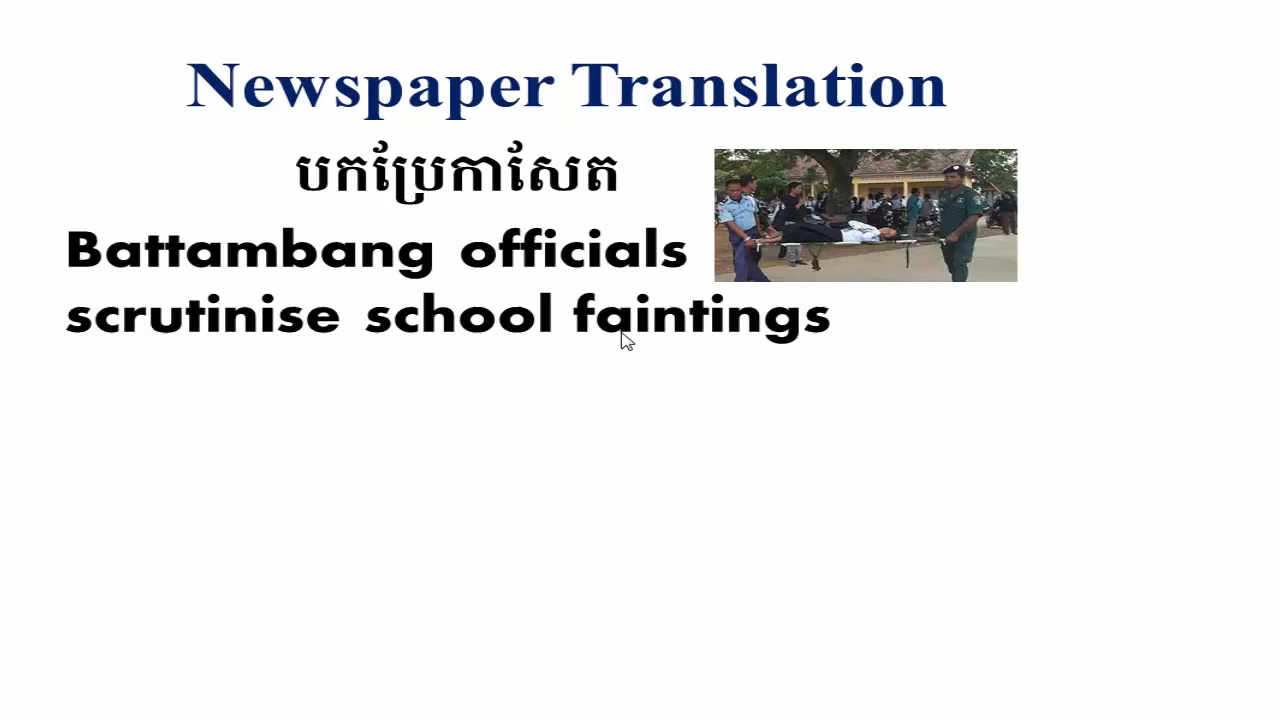 Newspaper Translation
បកប្រែកាសែត
Battambang officials
scrutinise school faintings